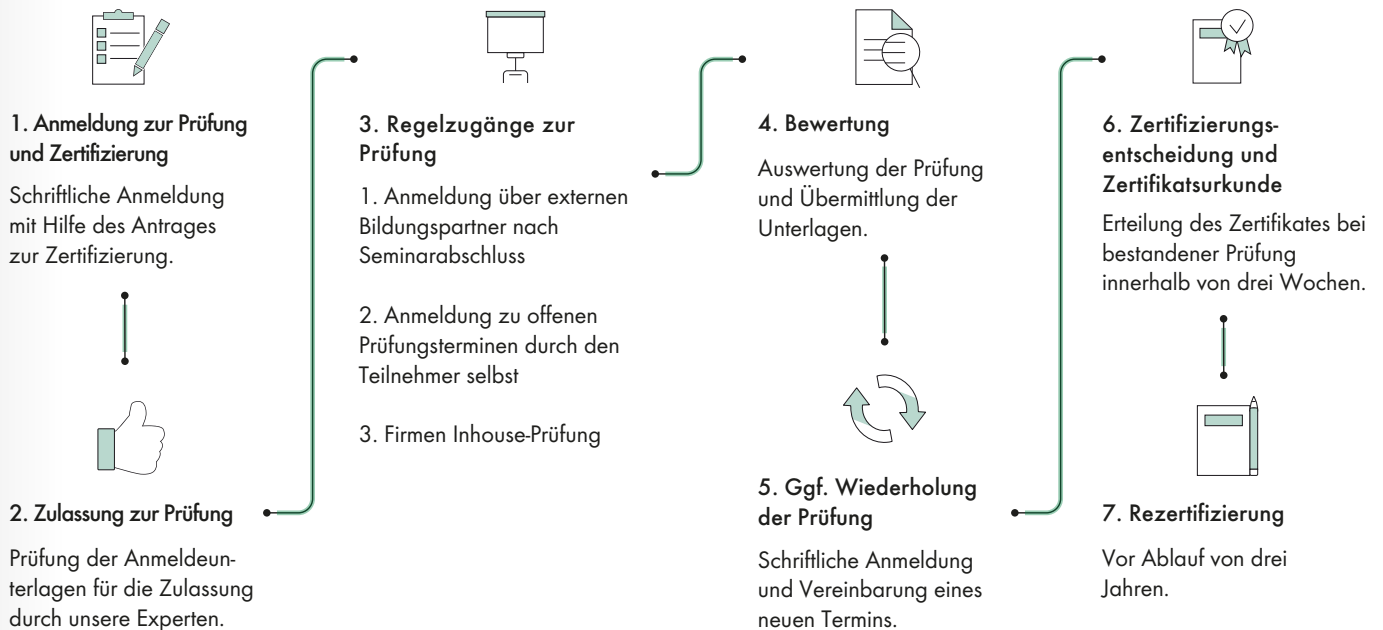 1. Anmeldung zur Prüfung
und Zertifizierung
Schriftliche Anmeldung
mit Hilfe des Antrages
zur Zertifizierung.
2. Zulassung zur Prüfung
Prüfung der Anmeldeun-
terlagen für die Zulassung
durch unsere Experten.
3. Regelzugänge zur
Prüfung
1. Anmeldung über externen
Bildungspartner nach
Seminarabschluss
2. Anmeldung zu offenen
Prüfungsterminen durch den
Teilnehmer selbst
3. Firmen Inhouse-Prüfung
4. Bewertung
Auswertung der Prüfung
und Übermittlung der
Unterlagen.
5. Ggf. Wiederholung
der Prüfung
Schriftliche Anmeldung
und Vereinbarung eines
neuen Termins.
6. Zertifizierungs-
entscheidung und
Zertifikatsurkunde
Erteilung des Zertifikates bei
bestandener Prüfung
innerhalb von drei Wochen.
7. Rezertifizierung
Vor Ablauf von drei
Jahren.